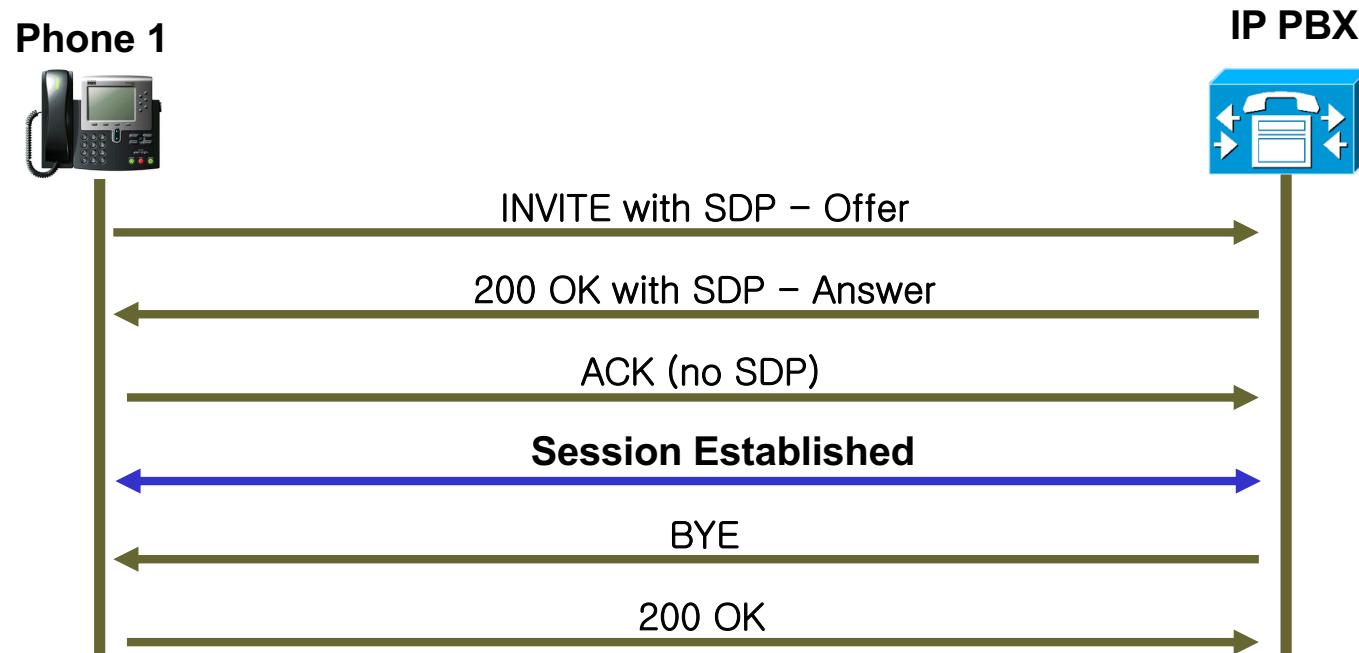 Phone 1
IP PBX
INVITE with SDP – Offer
200 OK with SDP – Answer
ACK (no SDP)
Session Established
BYE
200 OK